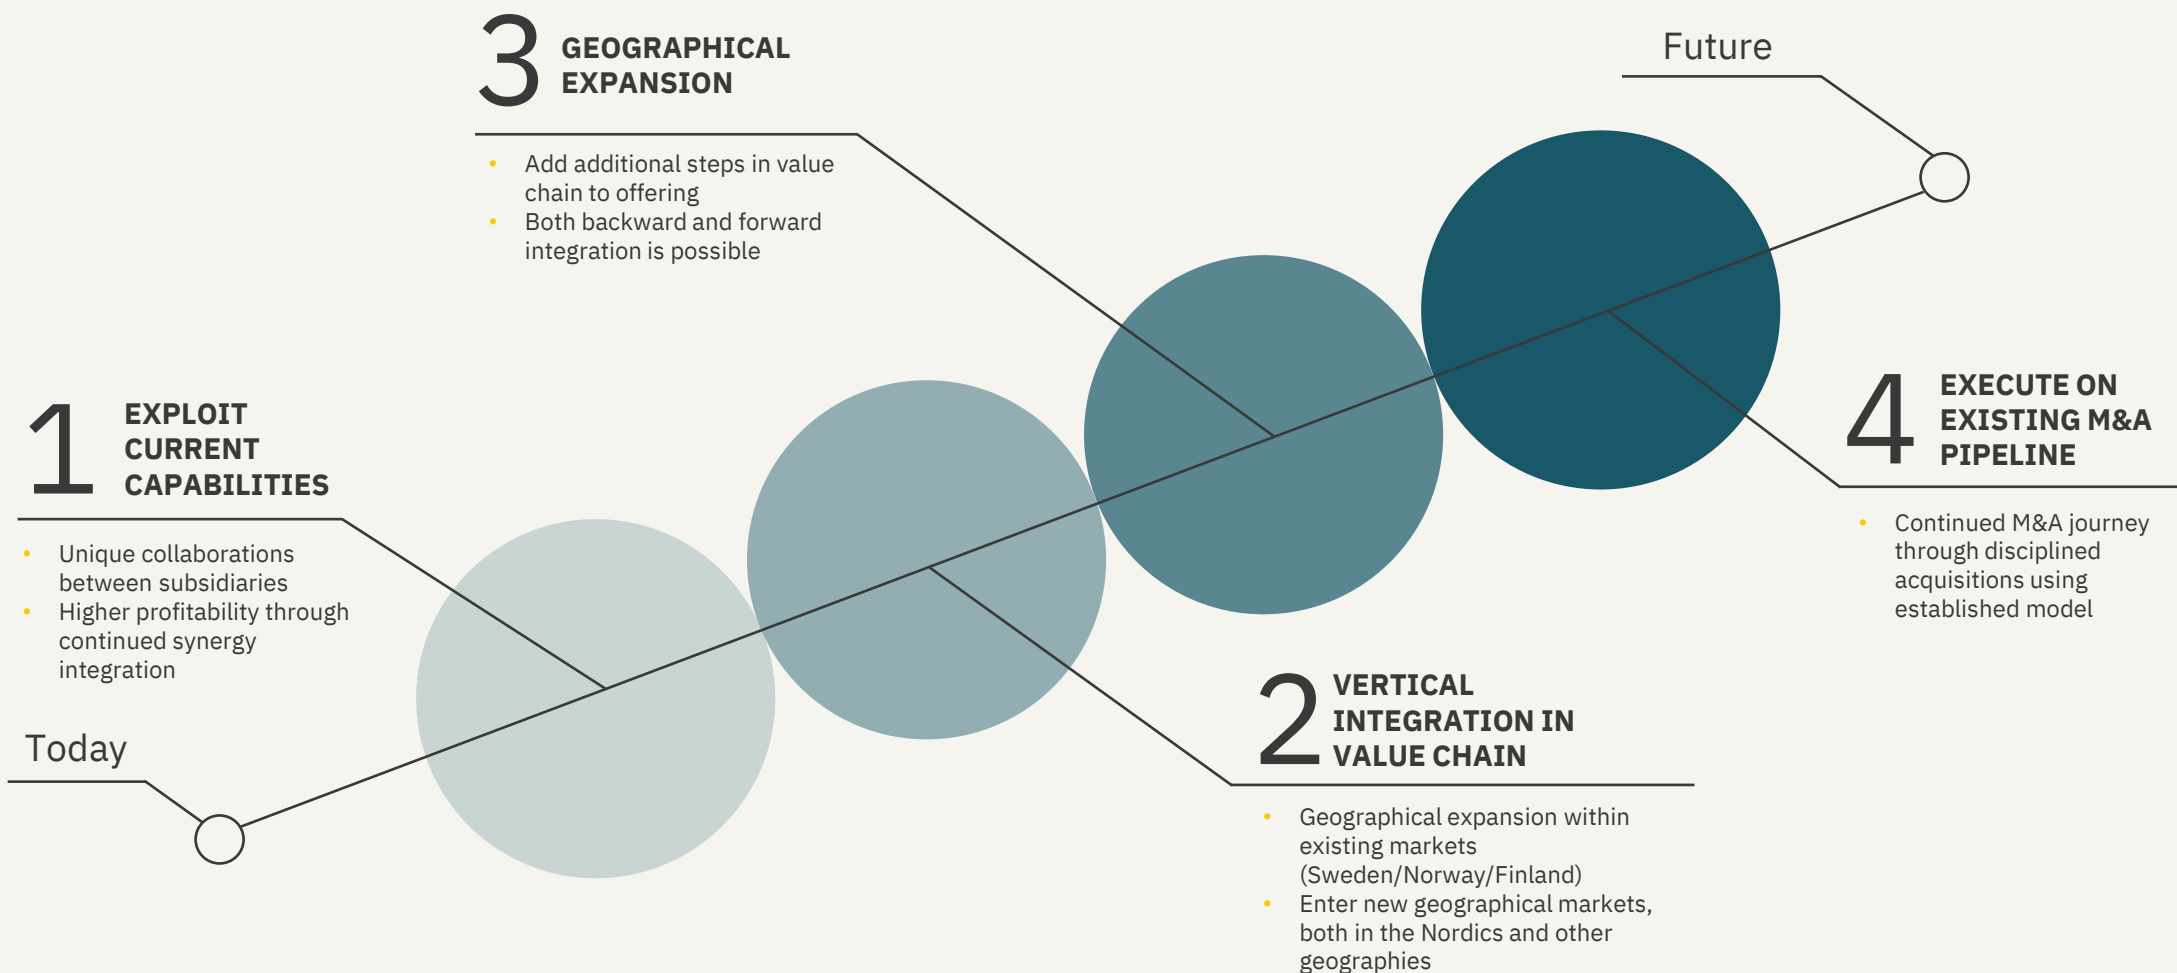 3
GEOGRAPHICAL
EXPANSION
• Add additional steps in value
chain to offering
• Both backward and forward
integration is possible
Future
1
EXPLOIT
CURRENT
CAPABILITIES
• Unique collaborations
between subsidiaries
• Higher profitability through
continued synergy
integration
Today
4
EXECUTE ON
EXISTING M&A
PIPELINE
• Continued M&A journey
through disciplined
acquisitions using
established model
2
VERTICAL
INTEGRATION IN
VALUE CHAIN
• Geographical expansion within
existing markets
(Sweden/Norway/Finland)
• Enter new geographical markets,
both in the Nordics and other
geographies